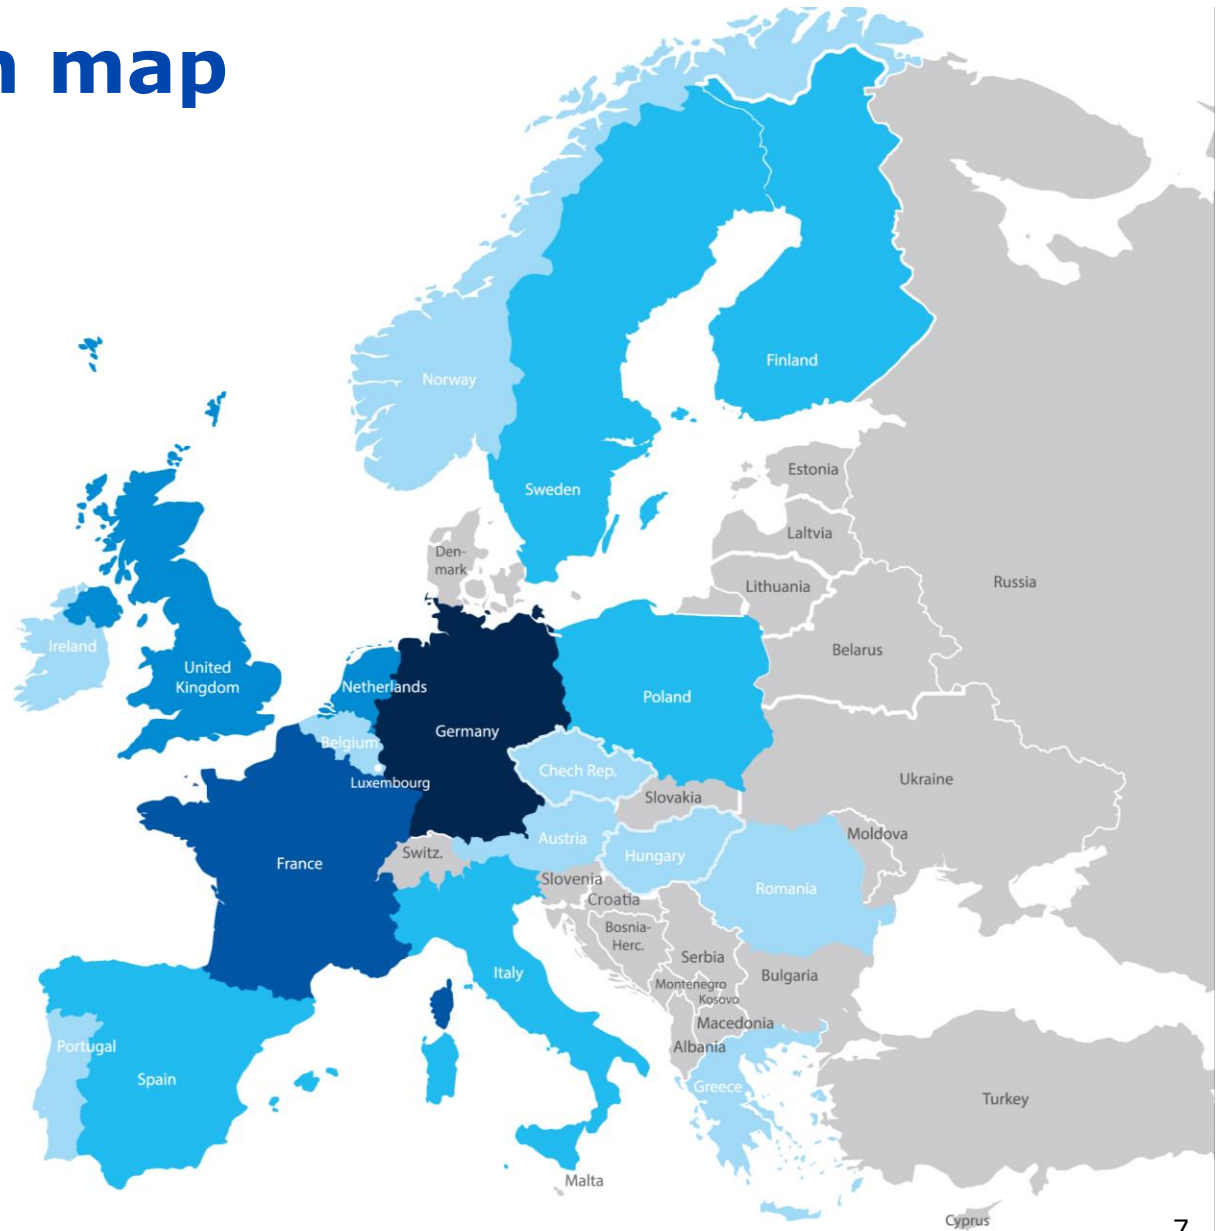 n map
Norway
Finland
Sweden
Estonia
Laltvia
Den-
mark
Lithuania
Russia
Ireland
United
Kingdom
Belarus
Netherlands
Poland
Germany
Belgium
Chech Rep.
Luxembourg
Ukraine
Slovakia
Moldova
Austria
Switz.
Hungary
France
Slovenia
Romania
Croatia
Bosnia-
Herc.
Serbia
Italy
Bulgaria
Montenegro
Kosovo
Macedonia
Portugal
Albania
Spain
Greece
Turkey
Malta
Cyprus
7